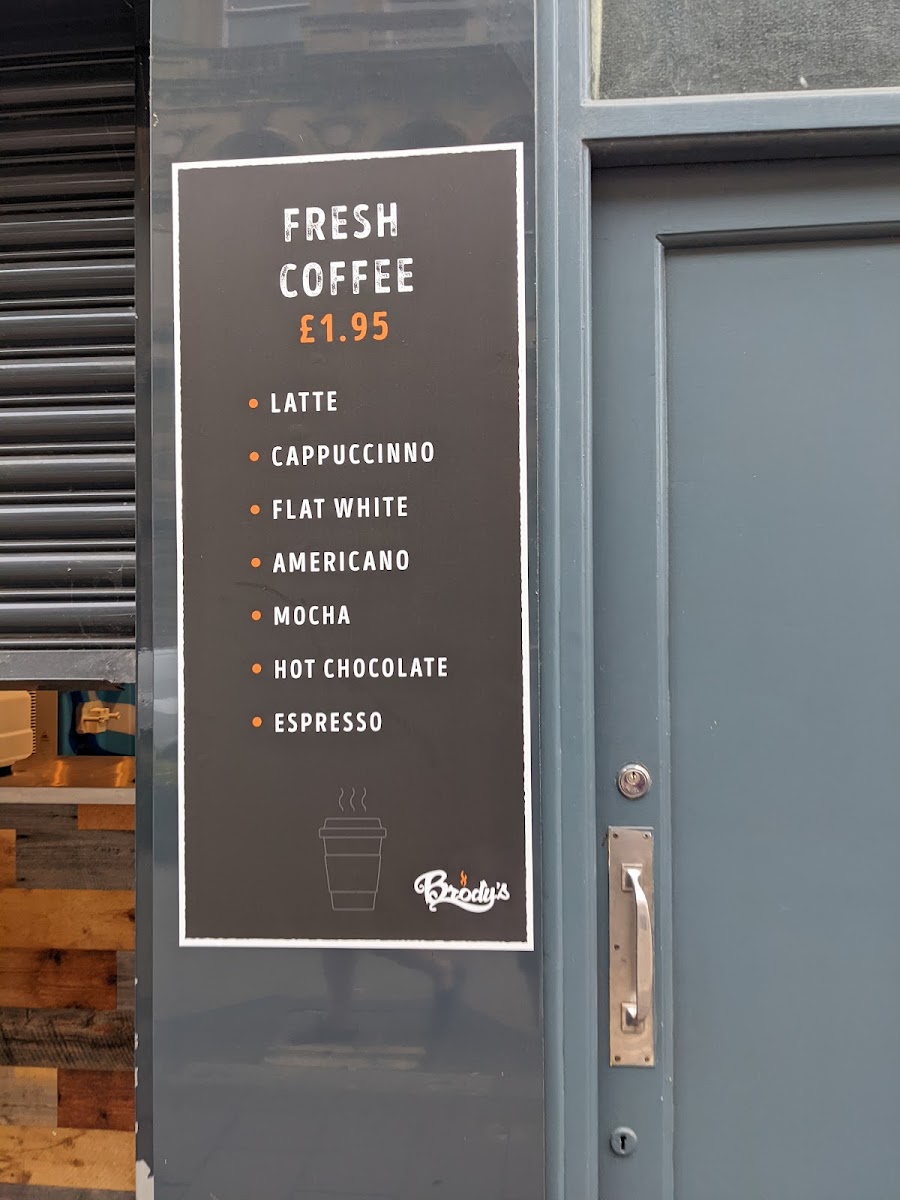 FRESH
COFFEE
£1.95
• LATTE
• CAPPUCCINNO
• FLAT WHITE
• AMERICANO
• MOCHA
• HOT CHOCOLATE
• ESPRESSO
Brody's